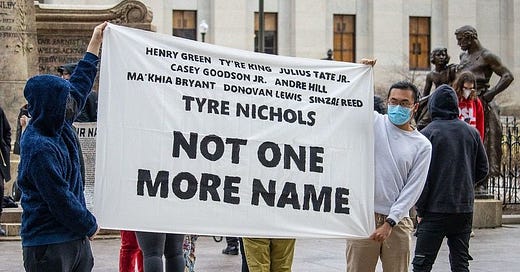 HENRY GREEN TY'RE KING JULIUS TATE JR.
CASEY GOODSON JR. ANDRE HILL
MA'KHIA BRYANT DONOVAN LEWIS SINZAE REED
TYRE NICHOLS
NOT ONE
MORE NAME